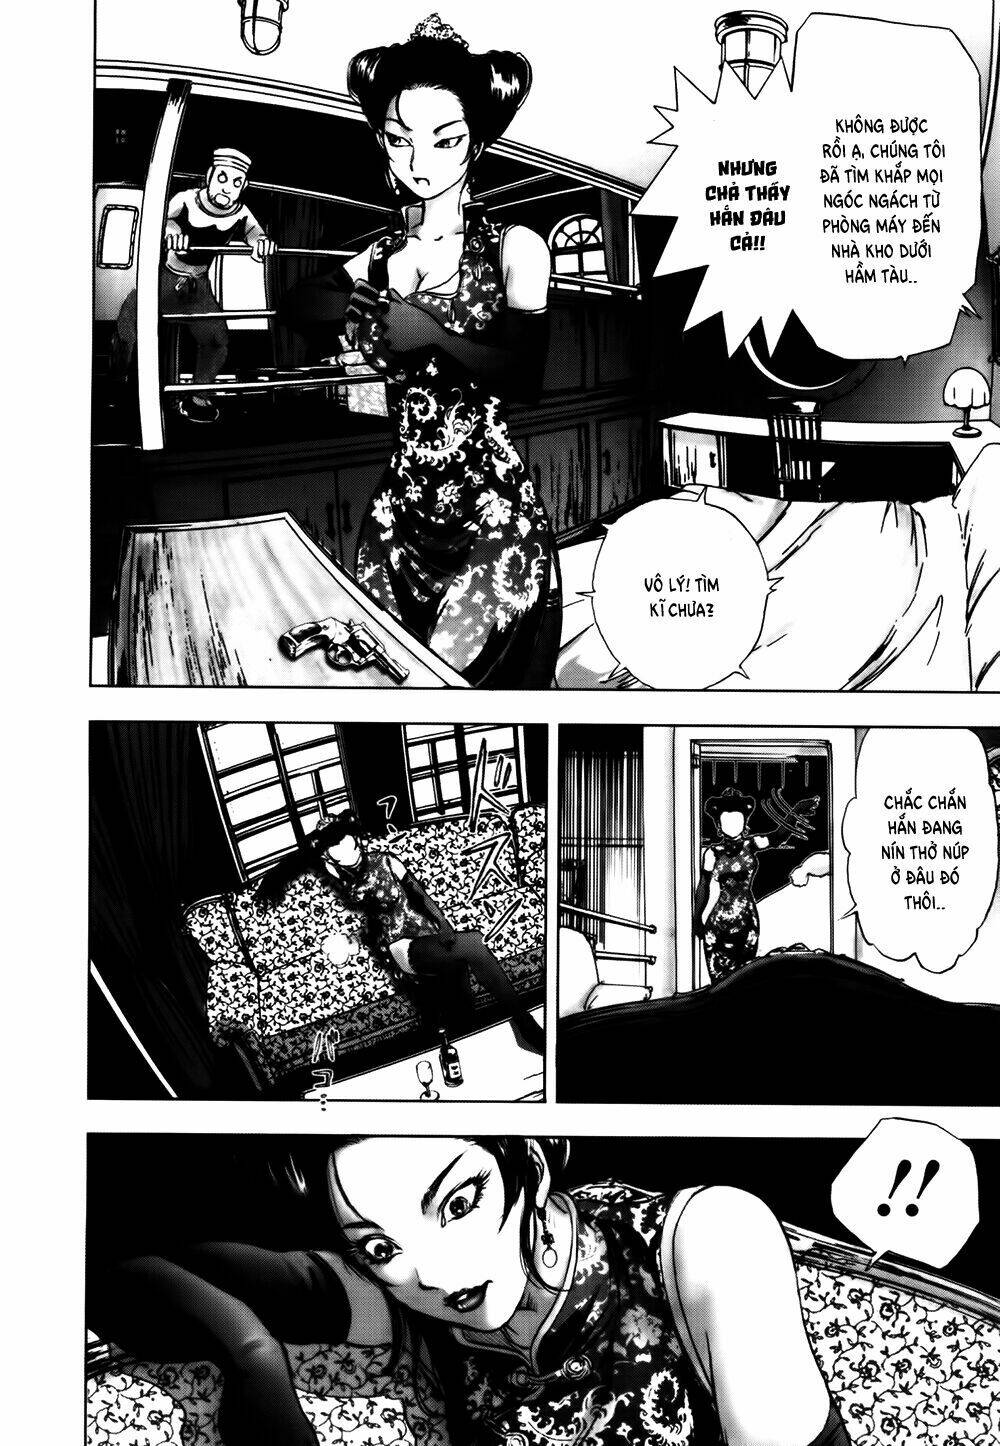 KHÔNG ĐƯỢC
RỒI Ạ, CHÚNG TÔI
ĐÃ TÌM KHẮP MỌI
NGÓC NGÁCH TỪ
PHÒNG MÁY ĐẾN
NHÀ KHO DƯỚI
HẦM TÀU..
NHƯNG
CHẢ THẤY
HẮN ĐÂU
CẢ!!
VÔ LÝ! TÌM
KĨ CHƯA?
CHẮC CHẮN
HẮN ĐANG
NÍN THỞ NÚP
Ở ĐÂU ĐÓ
THÔI..
パコ…
!!